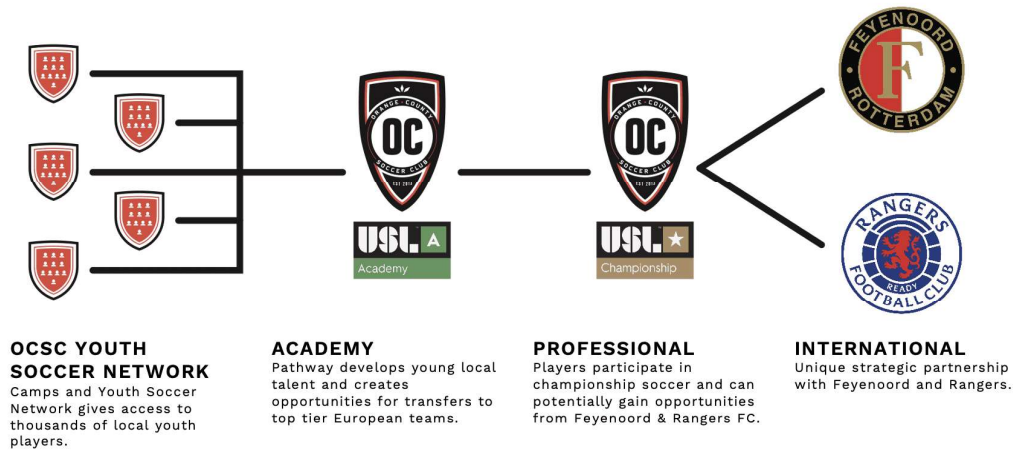 ORANGE · COUNTY
OC
SOCCER CLUB
EST 2010
USL A
Academy
ORANGE · COUNTY
OC
SOCCER CLUB
EST 2010
USL
Championship
FEYENOORD
F
ROTTERDAM
RANGERS
READY
FOOTBALL CLUB
OCSC YOUTH
SOCCER NETWORK
Camps and Youth Soccer
Network gives access to
thousands of local youth
players.
ACADEMY
Pathway develops young local
talent and creates
opportunities for transfers to
top tier European teams.
PROFESSIONAL
Players participate in
championship soccer and can
potentially gain opportunities
from Feyenoord & Rangers FC.
INTERNATIONAL
Unique strategic partnership
with Feyenoord and Rangers.